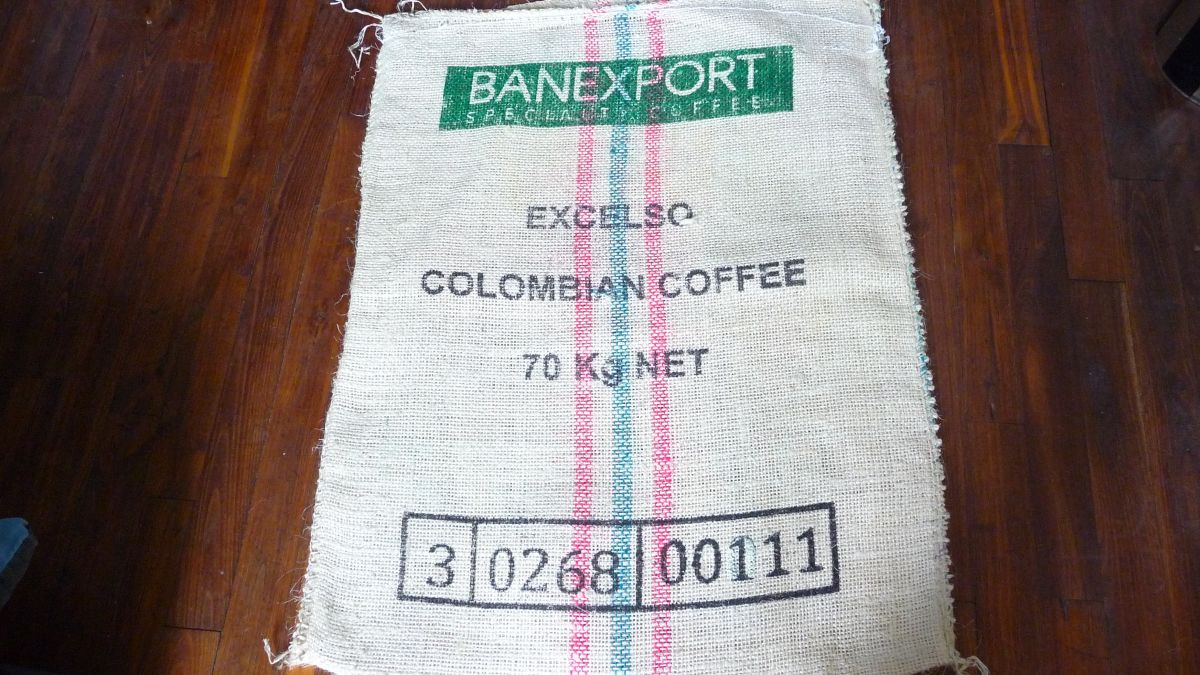 BANEXPORT
SPECIALTY COFFEE
EXCELSO
COLOMBIAN COFFEE
70 Kg NET
3 0268 00111